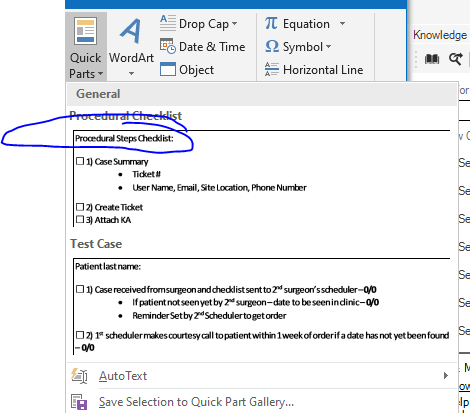 Drop Cap
Equation
Date & Time
Symbol
Quick Parts
WordArt
Object
Horizontal Line
Knowledge
General
Procedural Checklist
Procedural Steps Checklist:
1) Case Summary
• Ticket #
• User Name, Email, Site Location, Phone Number
2) Create Ticket
3) Attach KA
Test Case
Patient last name:
1) Case received from surgeon and checklist sent to 2nd surgeon's scheduler – 0/0
• If patient not seen yet by 2nd surgeon – date to be seen in clinic – 0/0
• Reminder Set by 2nd Scheduler to get order
2) 1st scheduler makes courtesy call to patient within 1 week of order if a date has not yet been found
– 0/0
AutoText
Save Selection to Quick Part Gallery...